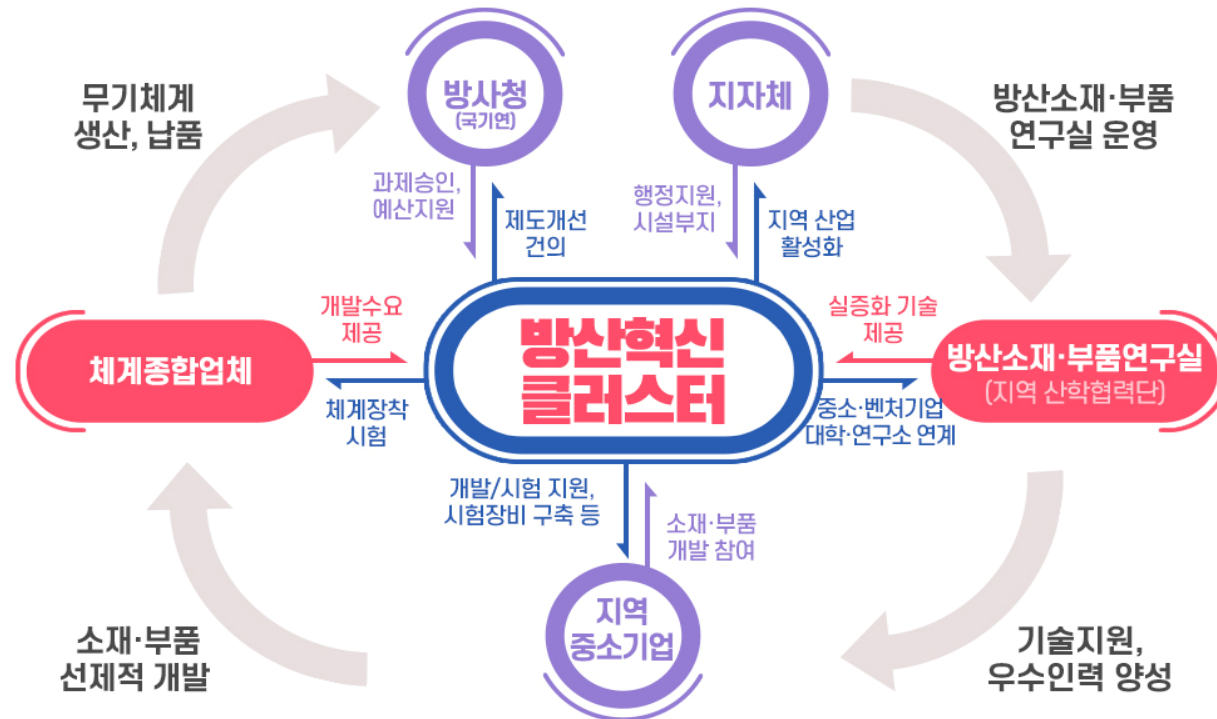 방사청
(국기연)
지자체
무기체계
생산, 납품
방산소재·부품
연구실 운영
과제승인,
예산지원
제도개선
건의
행정지원,
시설부지
지역 산업
활성화
개발수요
제공
방산혁신
클러스터
실증화 기술
제공
체계종합업체
방산소재·부품연구실
(지역 산학협력단)
체계장착
시험
중소·벤처기업
대학·연구소 연계
개발/시험 지원,
시험장비 구축 등
소재·부품
개발 참여
지역
중소기업
소재·부품
선제적 개발
기술지원,
우수인력 양성